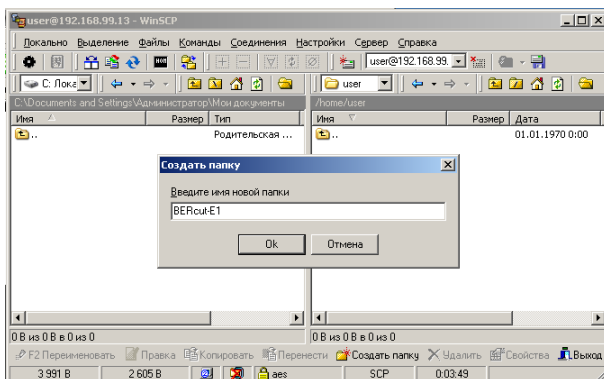 user@192.168.99.13 - WinSCP
Локально Выделение Файлы Команды Соединения Настройки Сервер Справка
user@192.168.99.
C: Лока user
C:\Documents and Settings\Администратор\Мои документы /home/user
Имя Размер Тип Имя Размер Дата
.. Родительская ... .. 01.01.1970 0:00
Создать папку
Введите имя новой папки
BERcut-E1
Ok Отмена
0 B из 0 B в 0 из 0 0 B из 0 B в 0 из 0
F2 Переименовать Правка Копировать Перенести Создать папку Удалить Свойства Выход
3 991 B 2 605 B aes SCP 0:03:49